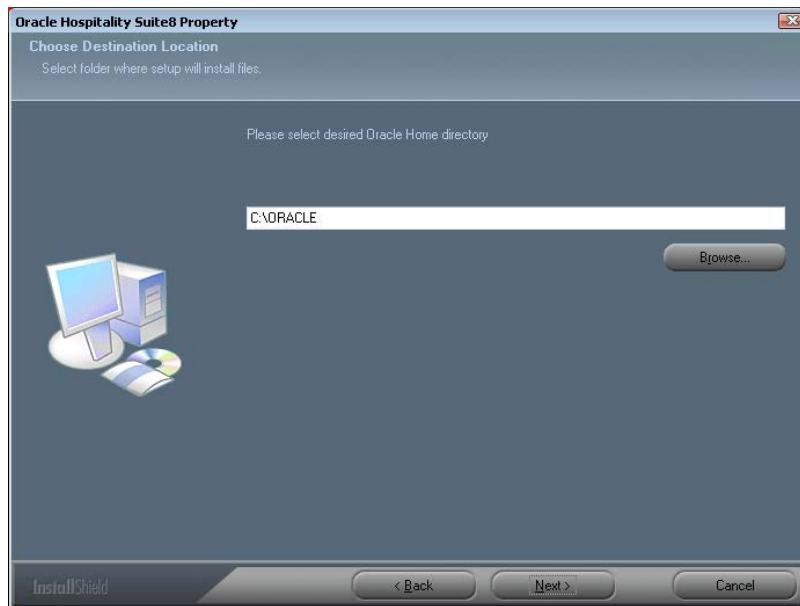 Oracle Hospitality Suite8 Property
Choose Destination Location
Select folder where setup will install files.
Please select desired Oracle Home directory
C:\ORACLE
Browse...
InstallShield
< Back
Next >
Cancel